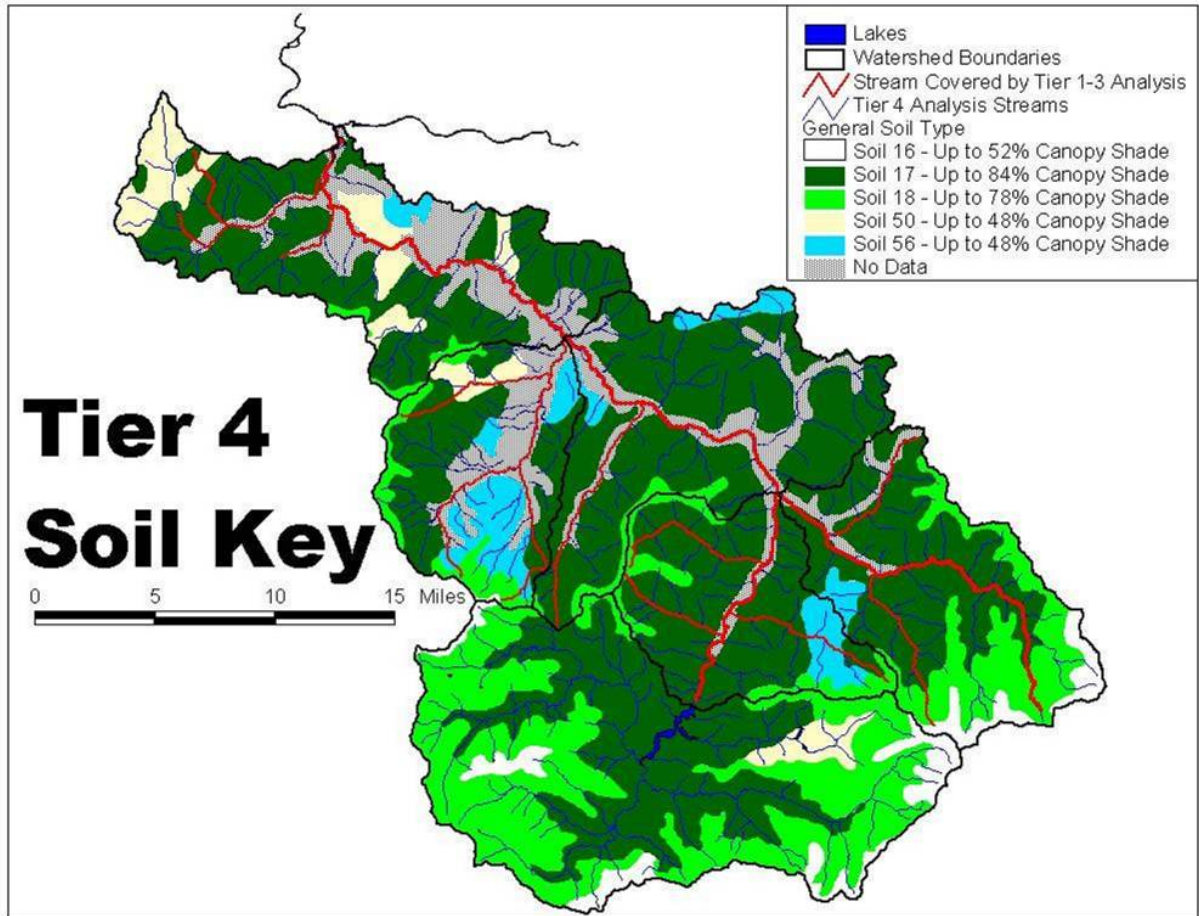 Lakes
Watershed Boundaries
Stream Covered by Tier 1-3 Analysis
Tier 4 Analysis Streams
General Soil Type
Soil 16 - Up to 52% Canopy Shade
Soil 17 - Up to 84% Canopy Shade
Soil 18 - Up to 78% Canopy Shade
Soil 50 - Up to 48% Canopy Shade
Soil 56 - Up to 48% Canopy Shade
No Data
Tier 4
Soil Key
0 5 10 15 Miles